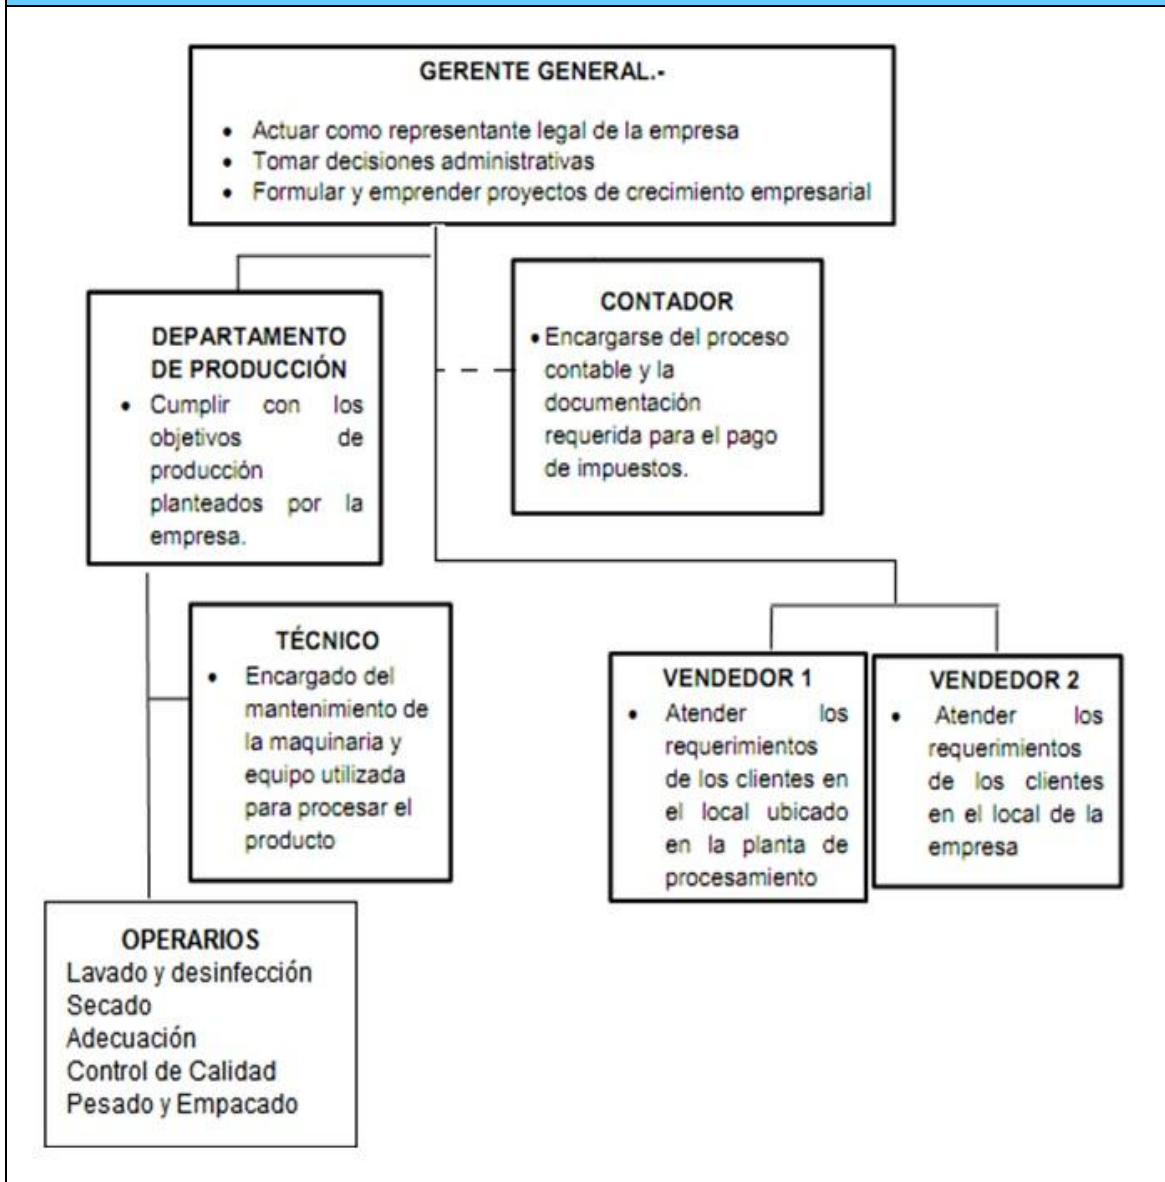 GERENTE GENERAL.-
• Actuar como representante legal de la empresa
• Tomar decisiones administrativas
• Formular y emprender proyectos de crecimiento empresarial
DEPARTAMENTO
DE PRODUCCIÓN
• Cumplir con los
objetivos de
producción
planteados por la
empresa.
CONTADOR
• Encargarse del proceso
contable y la
documentación
requerida para el pago
de impuestos.
TÉCNICO
• Encargado del
mantenimiento de
la maquinaria y
equipo utilizada
para procesar el
producto
VENDEDOR 1
• Atender los
requerimientos
de los clientes en
el local ubicado
en la planta de
procesamiento
VENDEDOR 2
• Atender los
requerimientos
de los clientes
en el local de la
empresa
OPERARIOS
Lavado y desinfección
Secado
Adecuación
Control de Calidad
Pesado y Empacado